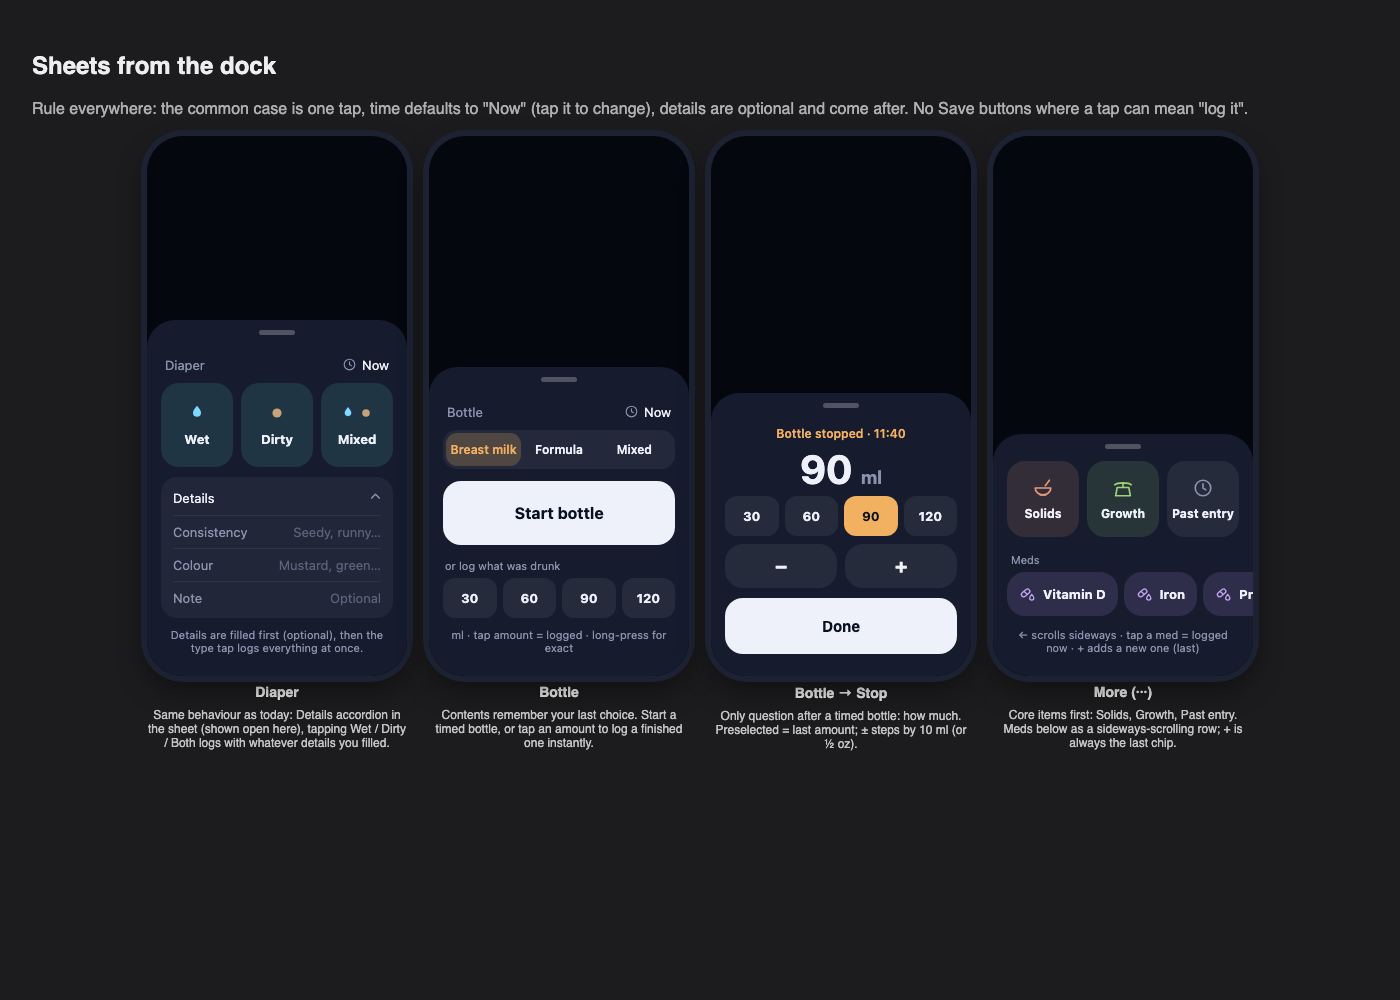 Sheets from the dock
Rule everywhere: the common case is one tap, time defaults to "Now" (tap it to change), details are optional and come after. No Save buttons where a tap can mean "log it".
Diaper
Now
Wet
Dirty
Mixed
Details
Consistency
Seedy, runny...
Colour
Mustard, green...
Note
Optional
Details are filled first (optional), then the
type tap logs everything at once.
Diaper
Same behaviour as today: Details accordion in
the sheet (shown open here), tapping Wet / Dirty
/ Both logs with whatever details you filled.
Bottle
Now
Breast milk
Formula
Mixed
Start bottle
or log what was drunk
30
60
90
120
ml · tap amount = logged · long-press for
exact
Bottle
Contents remember your last choice. Start a
timed bottle, or tap an amount to log a finished
one instantly.
Bottle stopped · 11:40
90 ml
30
60
90
120
−
+
Done
Bottle → Stop
Only question after a timed bottle: how much.
Preselected = last amount; ± steps by 10 ml (or
½ oz).
Solids
Growth
Past entry
Meds
Vitamin D
Iron
Pr
← scrolls sideways · tap a med = logged
now · + adds a new one (last)
More (···)
Core items first: Solids, Growth, Past entry.
Meds below as a sideways-scrolling row; + is
always the last chip.